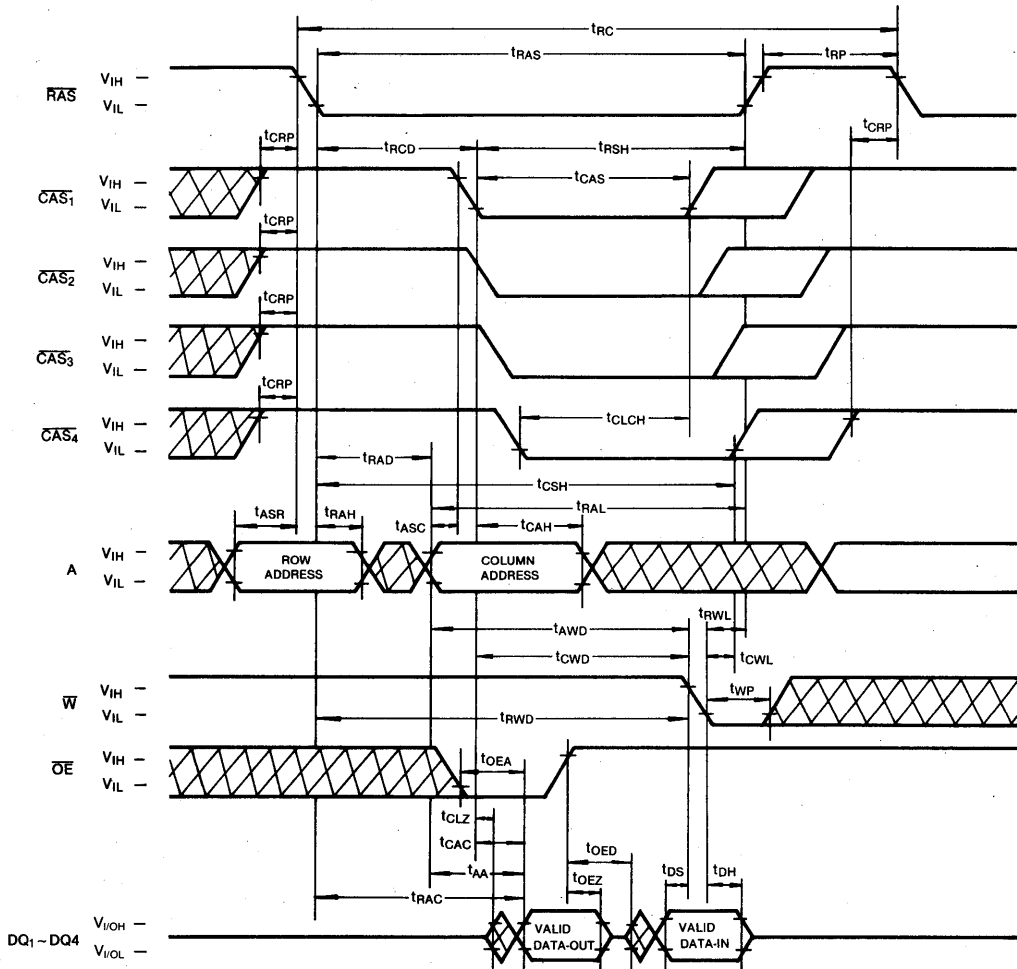 tRC
tRAS
tRP
RAS
VIH
VIL
tCRP
tRCD
tRSH
tCRP
CAS1
VIH
VIL
tCAS
tCRP
CAS2
VIH
VIL
tCRP
CAS3
VIH
VIL
tCRP
CAS4
VIH
VIL
tCLCH
tRAD
tCSH
tRAL
tASR
tRAH
tASC
tCAH
A
VIH
VIL
ROW
ADDRESS
COLUMN
ADDRESS
tRWL
tAWD
tCWD
tCWL
W
VIH
VIL
tWP
tRWD
OE
VIH
VIL
tOEA
tCLZ
tCAC
tOED
tAA
tOEZ
tDS
tDH
tRAC
DQ1~DQ4
VI/OH
VI/OL
VALID
DATA-OUT
VALID
DATA-IN